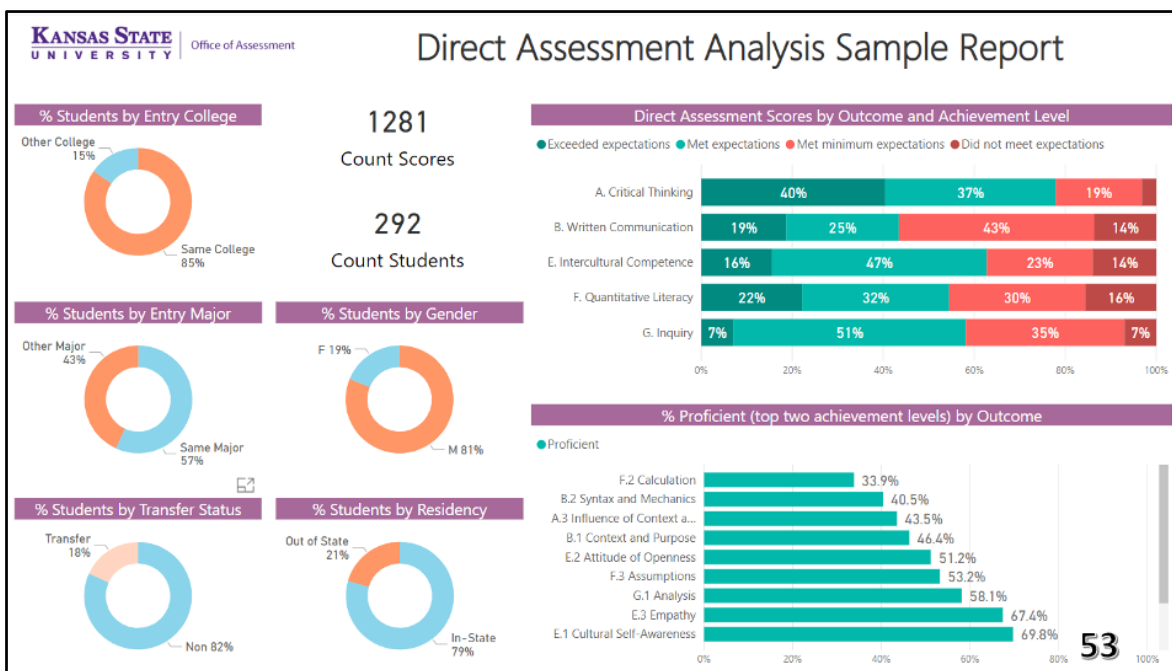 KANSAS STATE
UNIVERSITY
Office of Assessment
Direct Assessment Analysis Sample Report
% Students by Entry College
Other College
15%
Same College
85%
1281
Count Scores
292
Count Students
% Students by Entry Major
Other Major
43%
Same Major
57%
% Students by Gender
F 19%
M 81%
% Students by Transfer Status
Transfer
18%
Non 82%
% Students by Residency
Out of State
21%
In-State
79%
Direct Assessment Scores by Outcome and Achievement Level
Exceeded expectations Met expectations Met minimum expectations Did not meet expectations
A. Critical Thinking 40% 37% 19%
B. Written Communication 19% 25% 43% 14%
E. Intercultural Competence 16% 47% 23% 14%
F. Quantitative Literacy 22% 32% 30% 16%
G. Inquiry 7% 51% 35% 7%
0% 20% 40% 60% 80% 100%
% Proficient (top two achievement levels) by Outcome
Proficient
F.2 Calculation 33.9%
B.2 Syntax and Mechanics 40.5%
A.3 Influence of Context a... 43.5%
B.1 Context and Purpose 46.4%
E.2 Attitude of Openness 51.2%
F.3 Assumptions 53.2%
G.1 Analysis 58.1%
E.3 Empathy 67.4%
E.1 Cultural Self-Awareness 69.8%
0% 20% 40% 60% 80% 100%
53